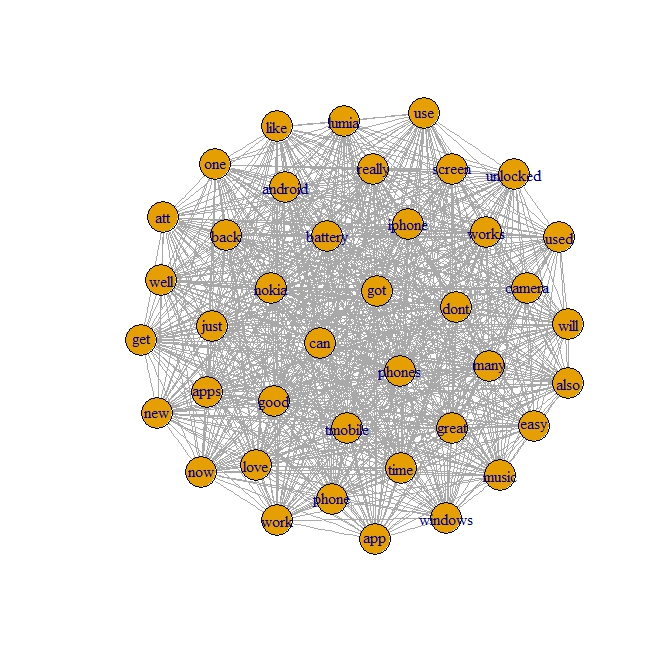 use
lumia
like
one
really
screen
unlocked
android
att
back
battery
iphone
works
used
well
nokia
got
camera
dont
will
get
just
can
phones
many
also
new
apps
good
tmobile
great
easy
now
love
time
music
phone
work
windows
app